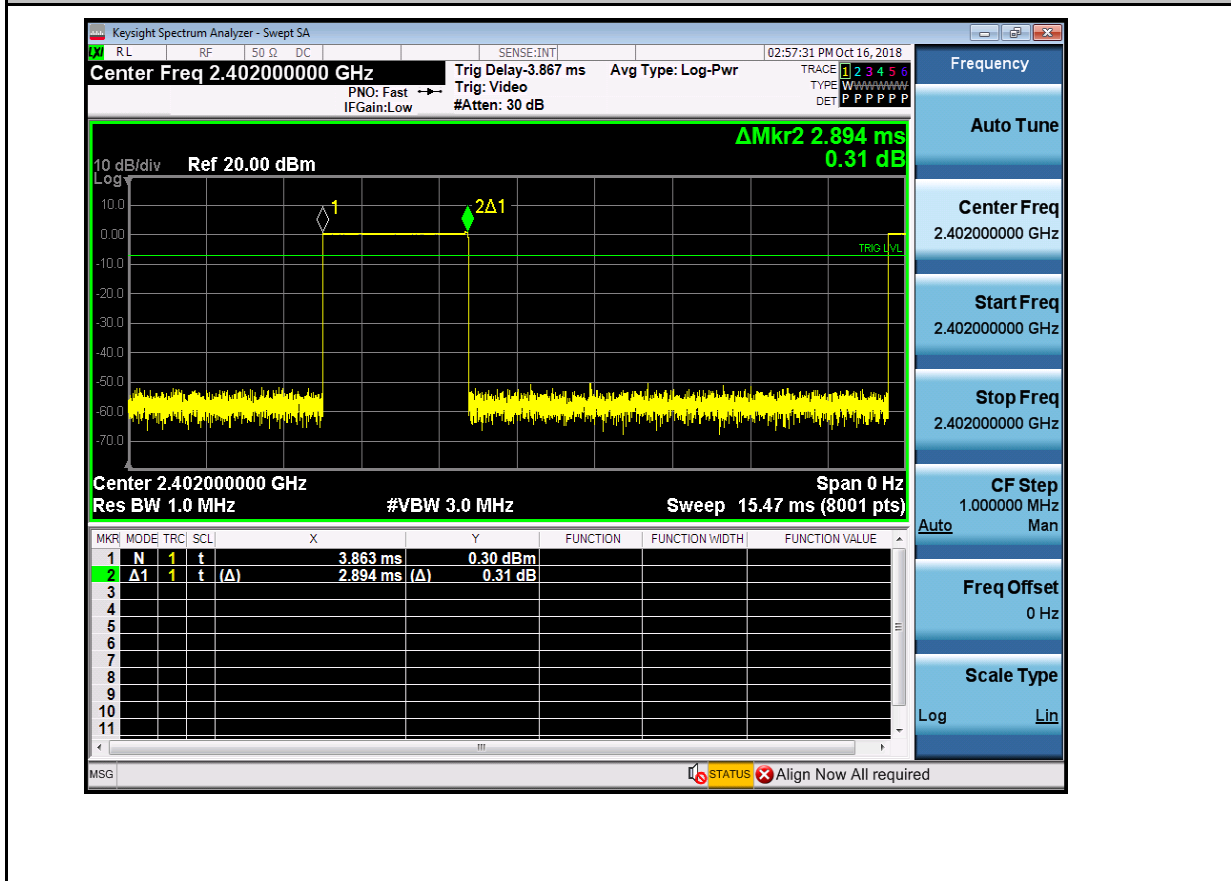 Keysight Spectrum Analyzer - Swept SA
LXI RL RF 50 Ω DC SENSE:INT 02:57:31 PM Oct 16, 2018
Center Freq 2.402000000 GHz
PNO: Fast
IFGain:Low
Trig Delay-3.867 ms
Trig: Video
#Atten: 30 dB
Avg Type: Log-Pwr
TRACE 1 2 3 4 5 6
TYPE WWWWWW
DET P P P P P P
ΔMkr2 2.894 ms
0.31 dB
10 dB/div
Log
Ref 20.00 dBm
1
2Δ1
TRIG LVL
10.0
0.00
-10.0
-20.0
-30.0
-40.0
-50.0
-60.0
-70.0
Center 2.402000000 GHz Span 0 Hz
Res BW 1.0 MHz #VBW 3.0 MHz Sweep 15.47 ms (8001 pts)
MKR MODE TRC SCL X Y FUNCTION FUNCTION WIDTH FUNCTION VALUE
1 N 1 t 3.863 ms 0.30 dBm
2 Δ1 1 t (Δ) 2.894 ms (Δ) 0.31 dB
3
4
5
6
7
8
9
10
11
MSG STATUS Align Now All required
Frequency
Auto Tune
Center Freq
2.402000000 GHz
Start Freq
2.402000000 GHz
Stop Freq
2.402000000 GHz
CF Step
1.000000 MHz
Auto Man
Freq Offset
0 Hz
Scale Type
Log Lin